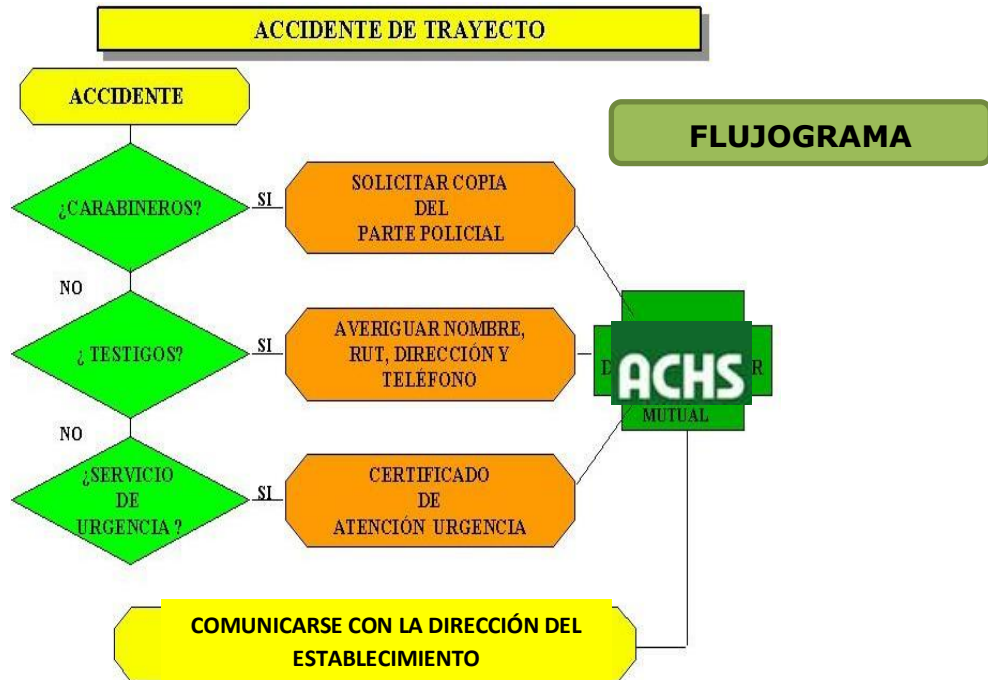 ACCIDENTE DE TRAYECTO
ACCIDENTE
FLUJOGRAMA
¿CARABINEROS?
SI
SOLICITAR COPIA
DEL
PARTE POLICIAL
NO
¿ TESTIGOS?
SI
AVERIGUAR NOMBRE,
RUT, DIRECCIÓN Y
TELÉFONO
ACHS
MUTUAL
NO
¿SERVICIO
DE
URGENCIA ?
SI
CERTIFICADO
DE
ATENCIÓN URGENCIA
COMUNICARSE CON LA DIRECCIÓN DEL
ESTABLECIMIENTO